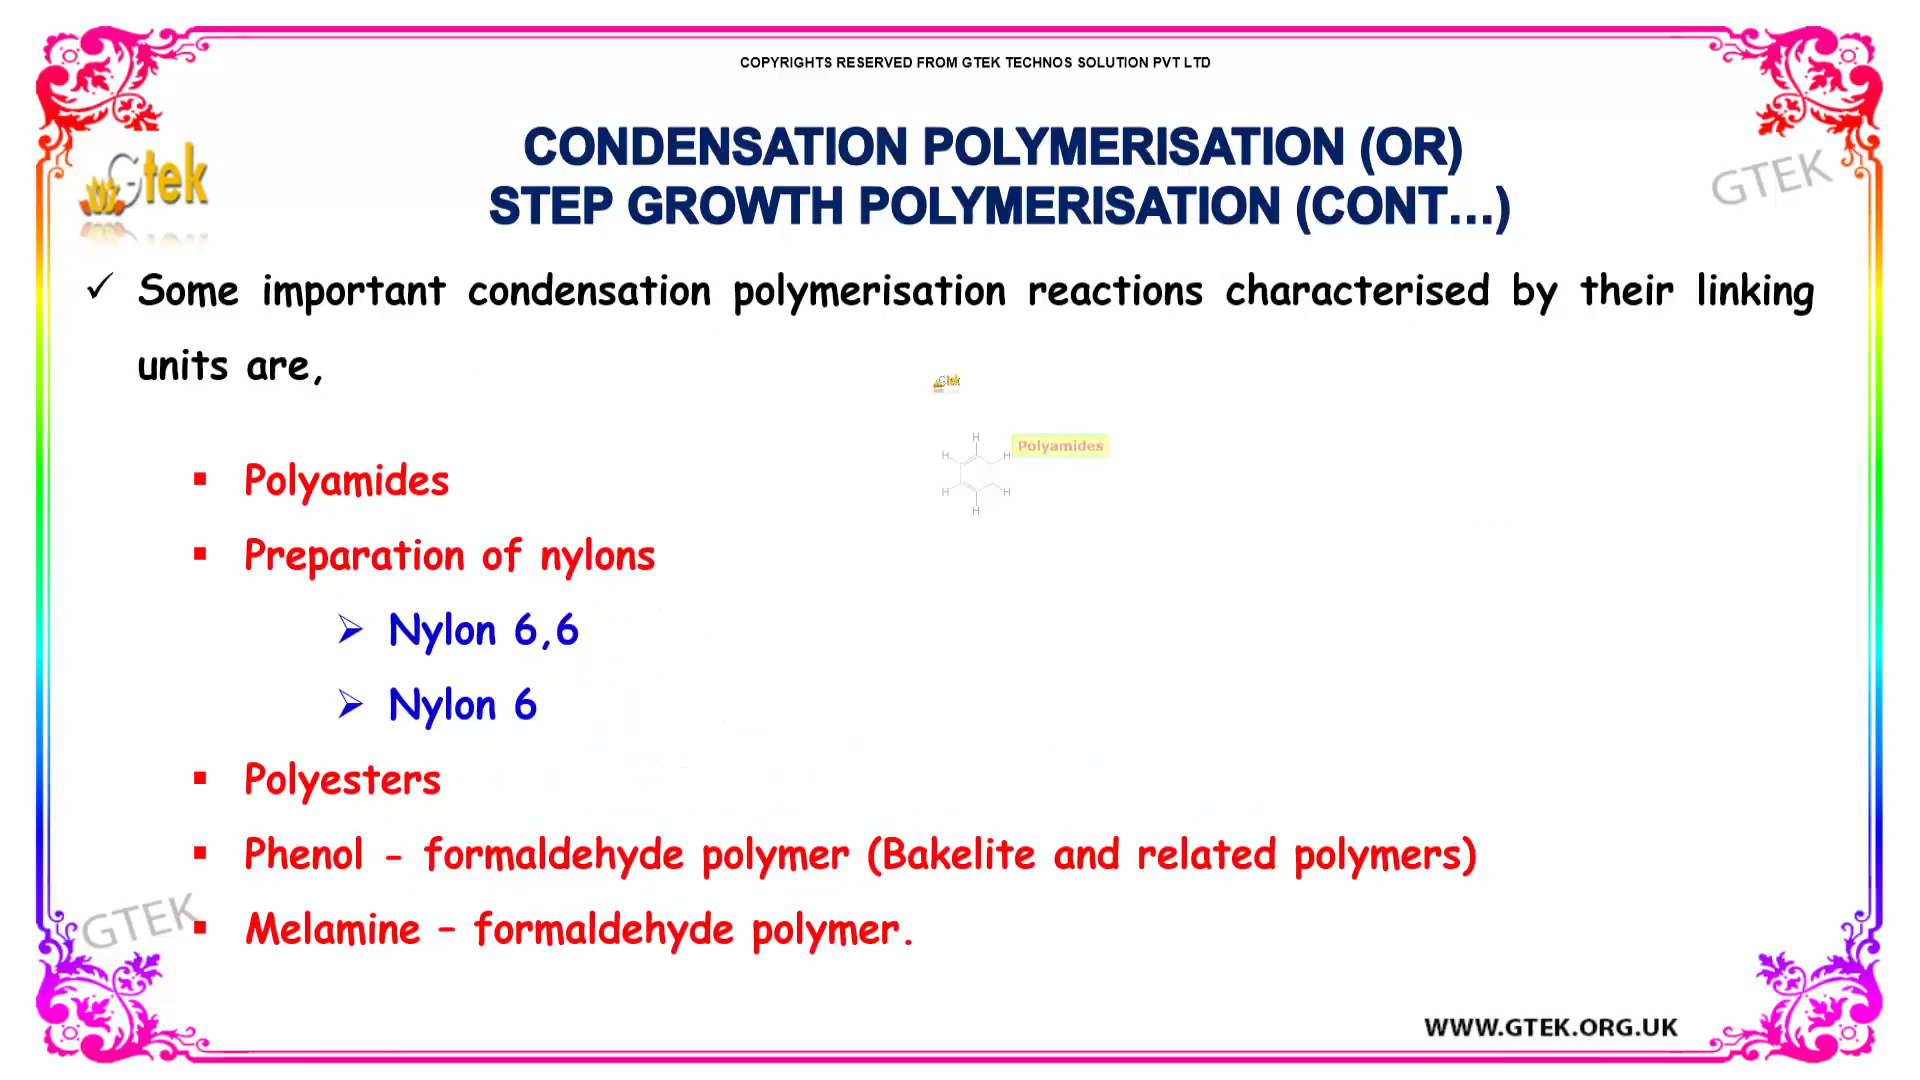 COPYRIGHTS RESERVED FROM GTEK TECHNOS SOLUTION PVT LTD
Gtek
CONDENSATION POLYMERISATION (OR)
STEP GROWTH POLYMERISATION (CONT...)
GTEK
✓ Some important condensation polymerisation reactions characterised by their linking
units are,
Gtek
Polyamides
H
H
H
H
H
H
▪ Polyamides
▪ Preparation of nylons
➢ Nylon 6,6
➢ Nylon 6
▪ Polyesters
▪ Phenol - formaldehyde polymer (Bakelite and related polymers)
GTEK
▪ Melamine – formaldehyde polymer.
WWW.GTEK.ORG.UK